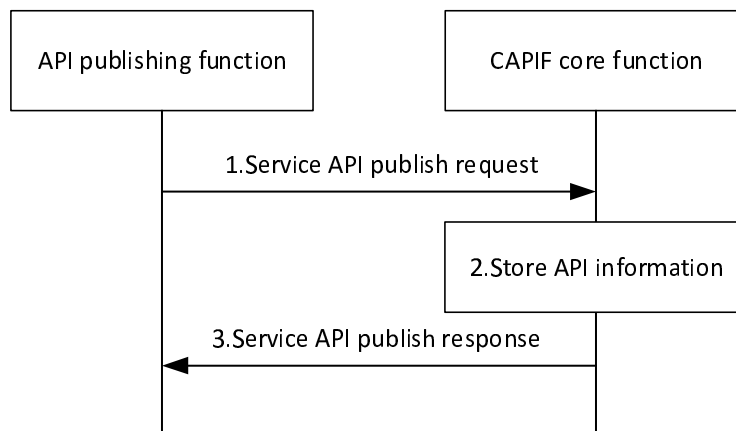 API publishing function
CAPIF core function
1.Service API publish request
2.Store API information
3.Service API publish response